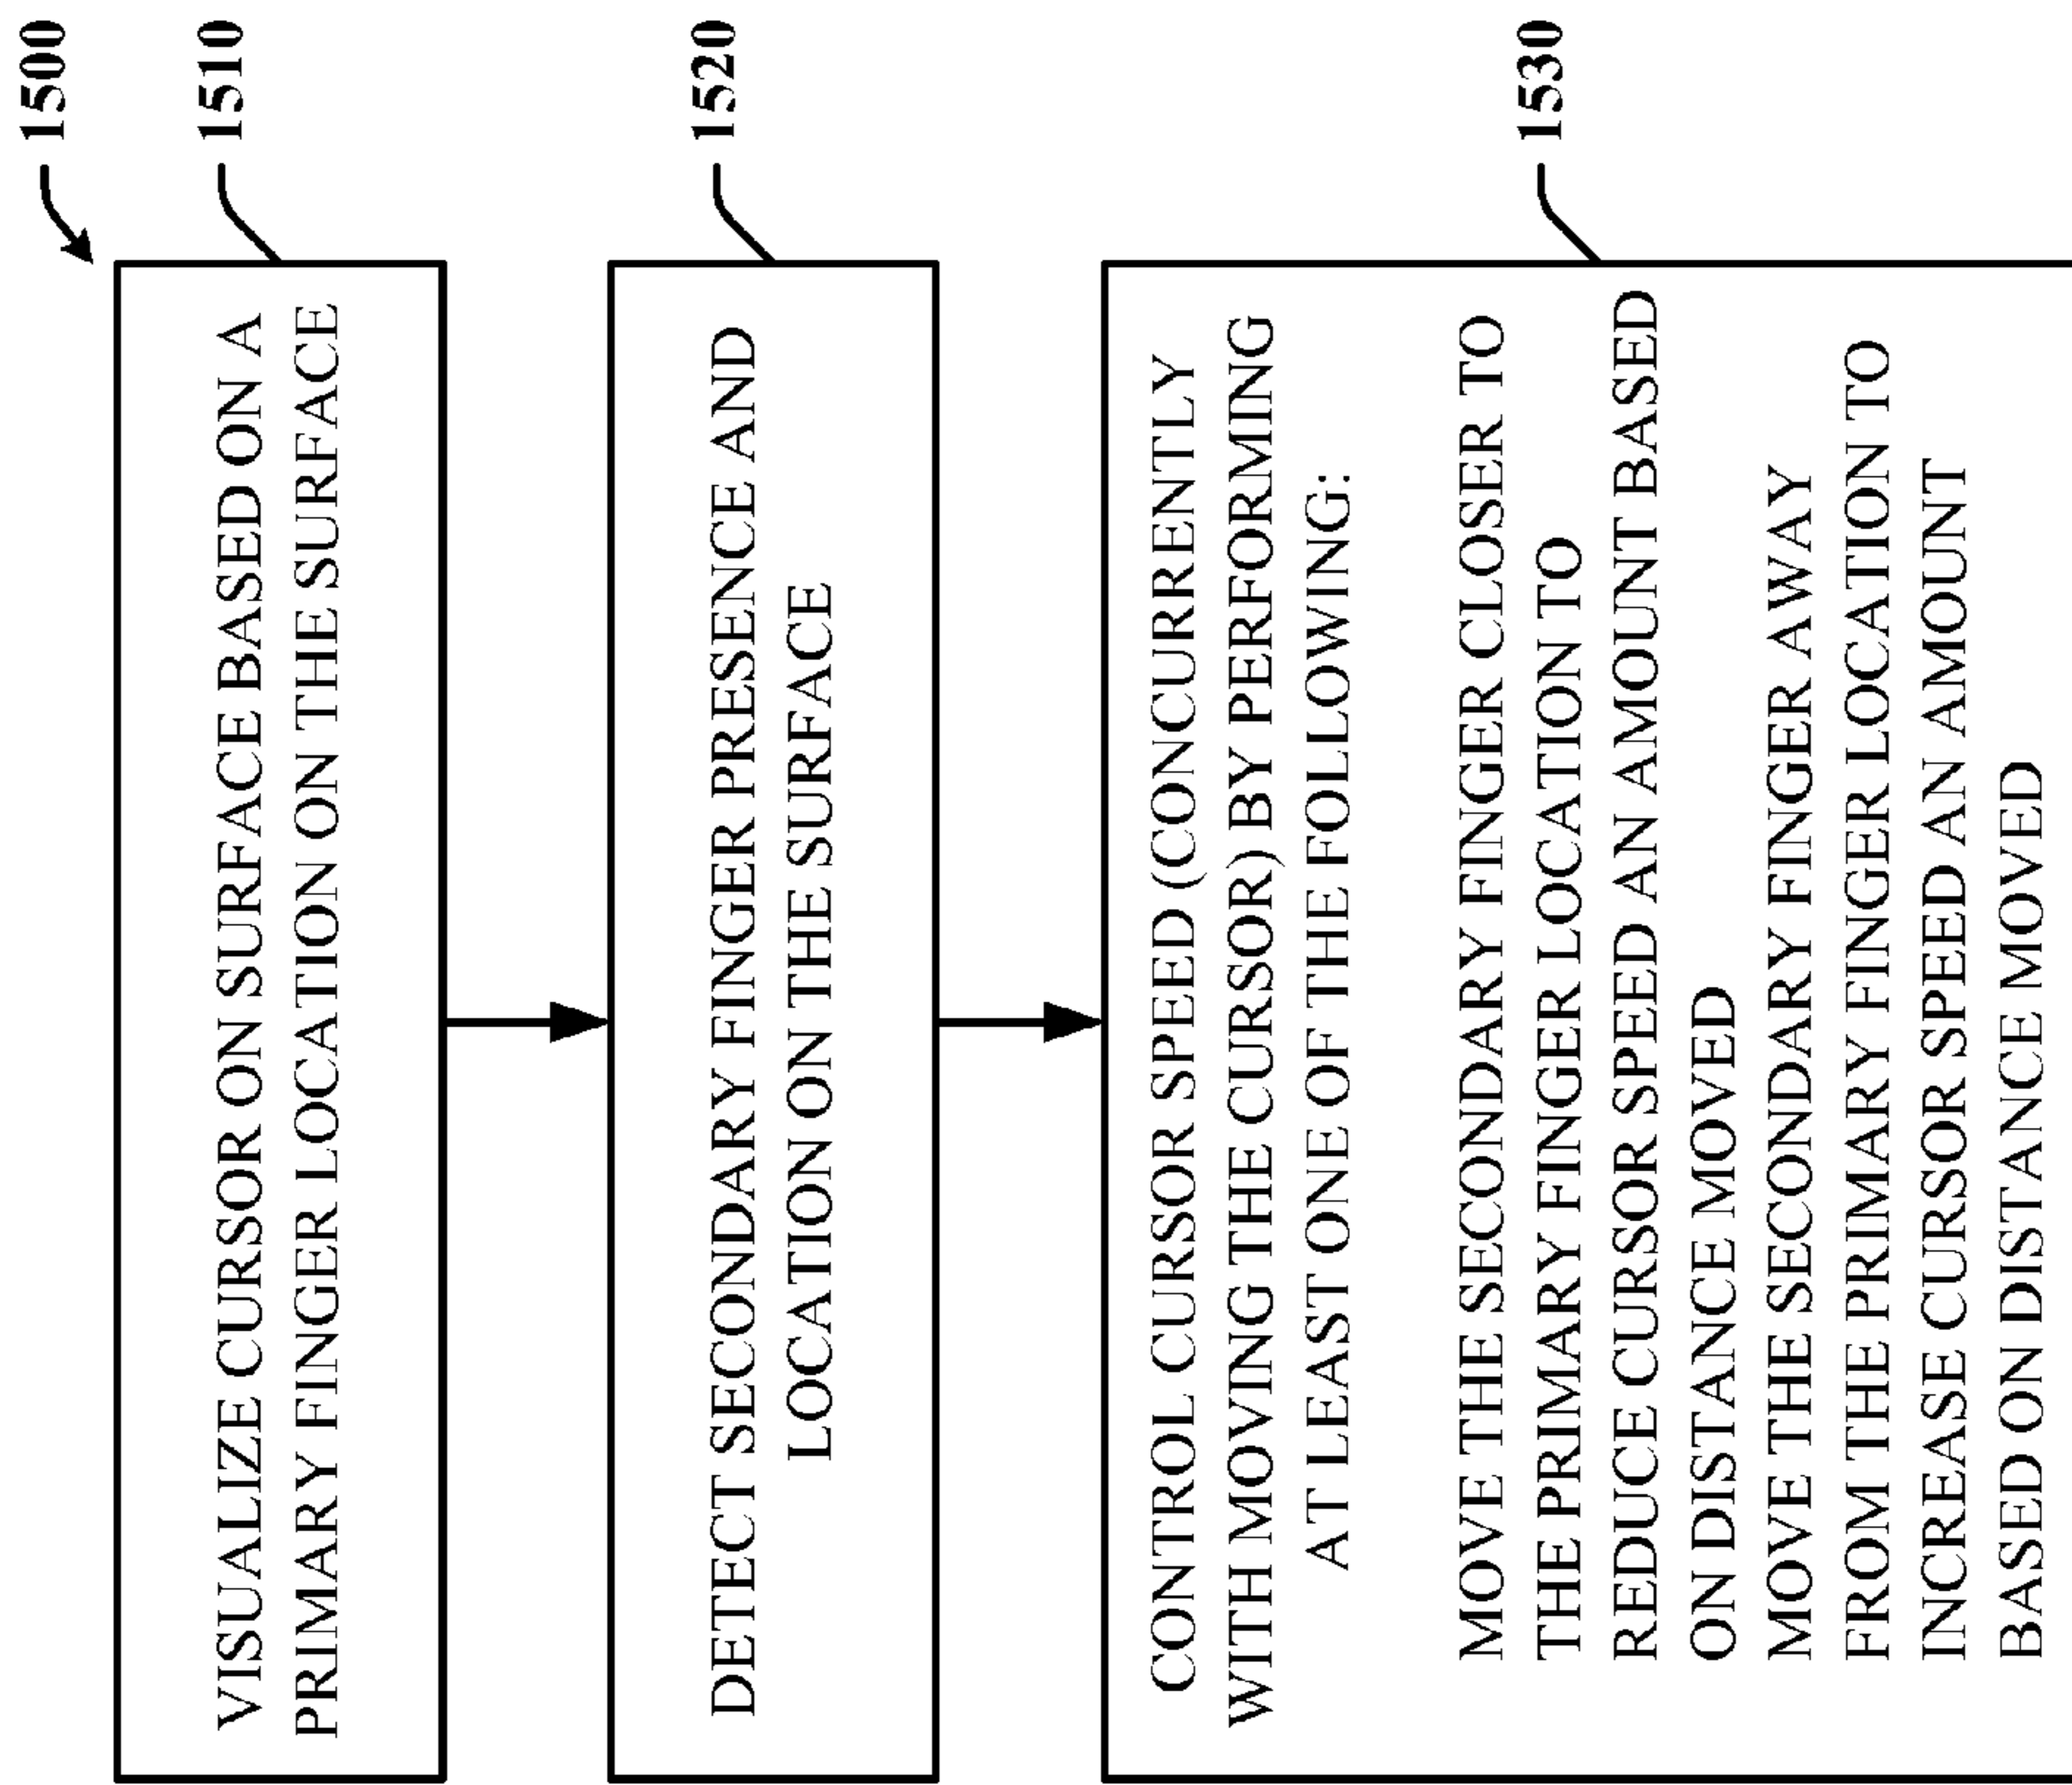 1500
1510
VISUALIZE CURSOR ON SURFACE BASED ON A
PRIMARY FINGER LOCATION ON THE SURFACE
1520
DETECT SECONDARY FINGER PRESENCE AND
LOCATION ON THE SURFACE
1530
CONTROL CURSOR SPEED (CONCURRENTLY
WITH MOVING THE CURSOR) BY PERFORMING
AT LEAST ONE OF THE FOLLOWING:
MOVE THE SECONDARY FINGER CLOSER TO
THE PRIMARY FINGER LOCATION TO
REDUCE CURSOR SPEED AN AMOUNT BASED
ON DISTANCE MOVED
MOVE THE SECONDARY FINGER AWAY
FROM THE PRIMARY FINGER LOCATION TO
INCREASE CURSOR SPEED AN AMOUNT
BASED ON DISTANCE MOVED